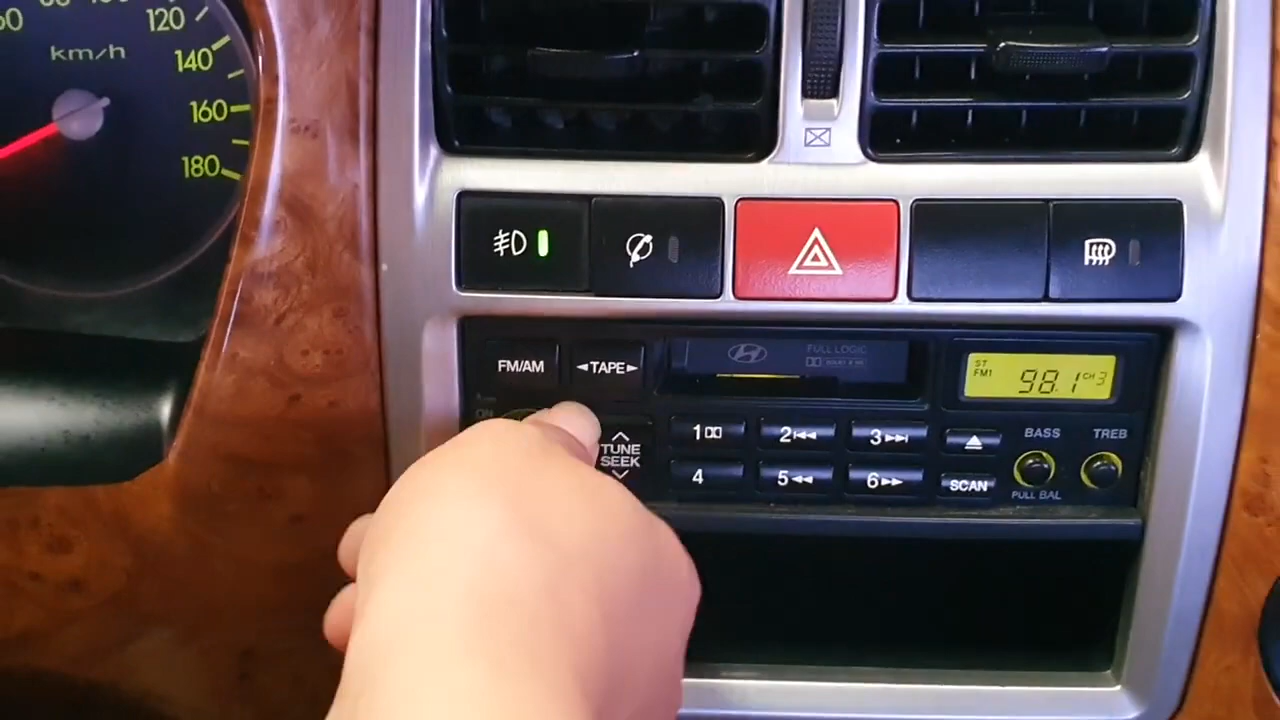 120
km/h
140
160
180
FULL LOGIC
FM/AM
◄TAPE►
ST
FM1
98.1 CH 3
ON
TUNE
SEEK
1
2
3
BASS
TREB
4
5
6
SCAN
PULL BAL